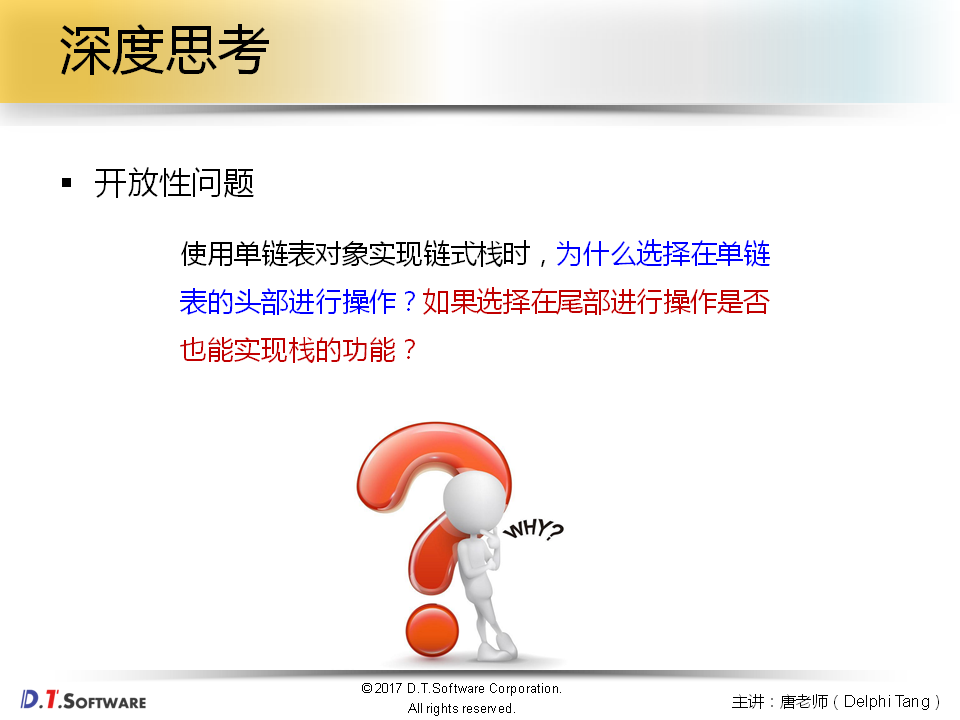 深度思考
▪ 开放性问题
使用单链表对象实现链式栈时，为什么选择在单链
表的头部进行操作？如果选择在尾部进行操作是否
也能实现栈的功能？
WHY?
D.T.SOFTWARE
©2017 D.T.Software Corporation.
All rights reserved.
主讲：唐老师（Delphi Tang）